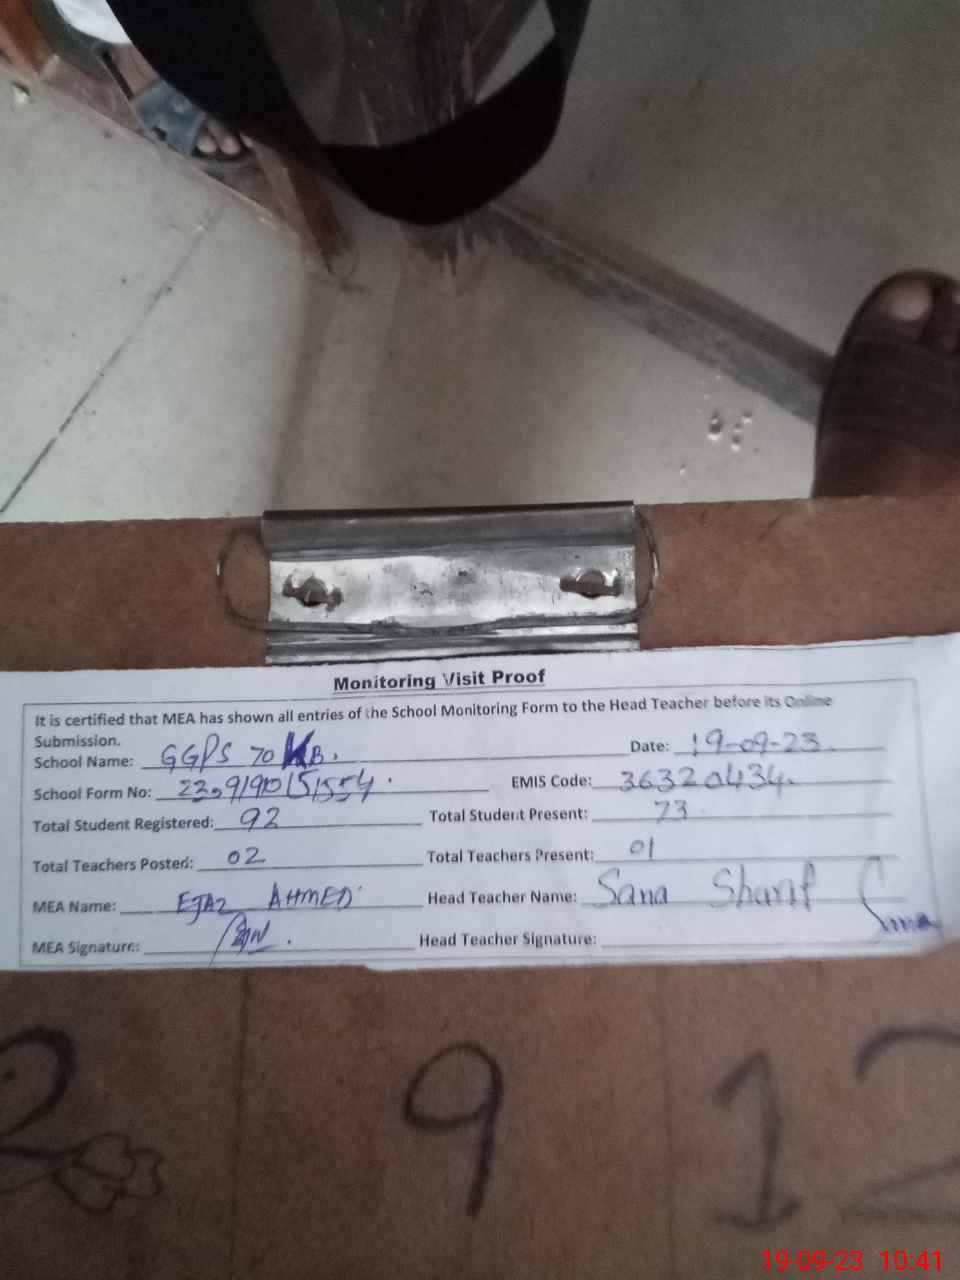 Monitoring Visit Proof
It is certified that MEA has shown all entries of the School Monitoring Form to the Head Teacher before its Online
Submission.
School Name: GGPS 70 KB. Date: 19-09-23.
School Form No: EMIS Code: 36320434.
Total Student Registered: 92 Total Student Present: 73
Total Teachers Posted: 02 Total Teachers Present: 01
MEA Name: EJAZ AHMED Head Teacher Name: Sana Sharif
MEA Signature: Head Teacher Signature:
2 9 12
19-09-23 10:41